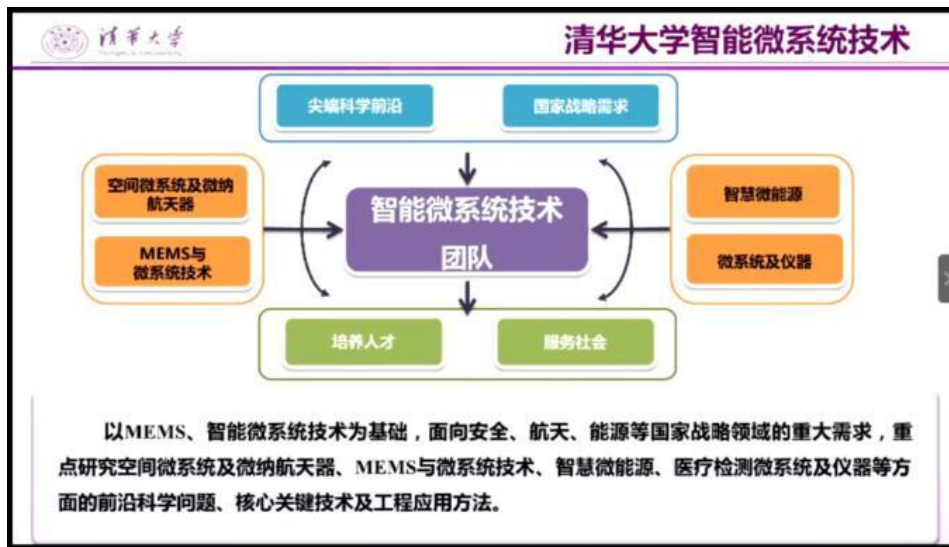 清华大学
清华大学智能微系统技术
尖端科学前沿
国家战略需求
空间微系统及微纳
航天器
MEMS与
微系统技术
智能微系统技术
团队
智慧微能源
微系统及仪器
培养人才
服务社会
以MEMS、智能微系统技术为基础，面向安全、航天、能源等国家战略领域的重大需求，重
点研究空间微系统及微纳航天器、MEMS与微系统技术、智慧微能源、医疗检测微系统及仪器等方
面的前沿科学问题、核心关键技术及工程应用方法。